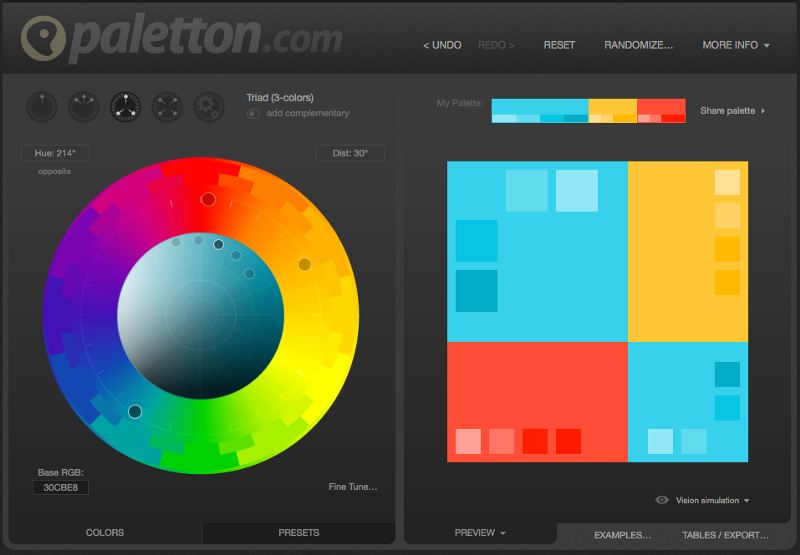 paletton.com
< UNDO REDO > RESET RANDOMIZE... MORE INFO
Triad (3-colors)
add complementary
My Palette:
Share palette
Hue: 214°
Dist: 30°
opposite
Base RGB:
30CBE8
Fine Tune...
Vision simulation
COLORS PRESETS
PREVIEW EXAMPLES... TABLES / EXPORT...